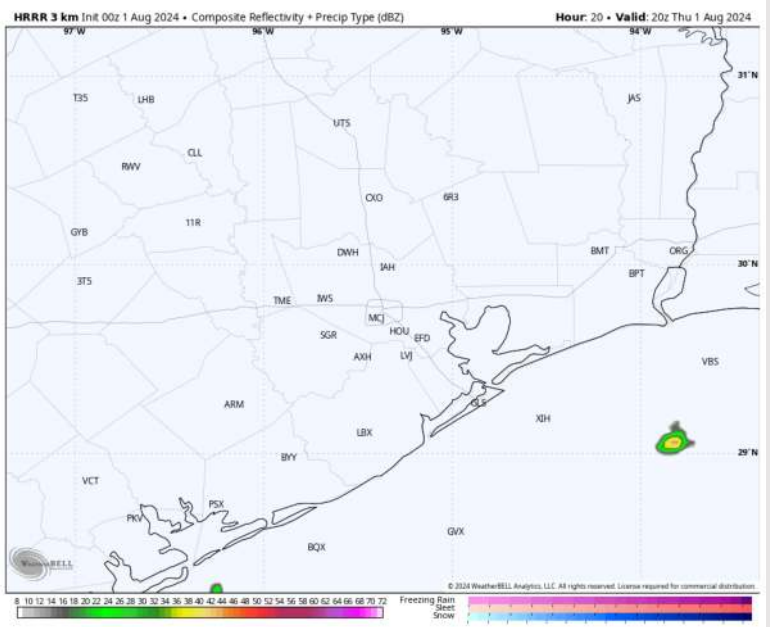 HRRR 3 km Init 00z 1 Aug 2024 • Composite Reflectivity + Precip Type (dBZ) Hour: 20 • Valid: 20z Thu 1 Aug 2024
97°W 96°W 95°W 94°W
31°N
T35 LHB JAS
UTS
CLL
RWV
CXO 6R3
11R
GYB
DWH BMT ORG
IAH 30°N
BPT
3T5
TME IWS
MCJ
HOU
SGR EFD
AXH LVJ
VBS
ARM GLS
XIH
LBX
BYY 29°N
VCT
PSX
PKV
GVX
BQX
WeatherBELL
© 2024 WeatherBELL Analytics, LLC. All rights reserved. License required for commercial distribution.
8 10 12 14 16 18 20 22 24 26 28 30 32 34 36 38 40 42 44 46 48 50 52 54 56 58 60 62 64 66 68 70 72
Freezing Rain
Sleet
Snow